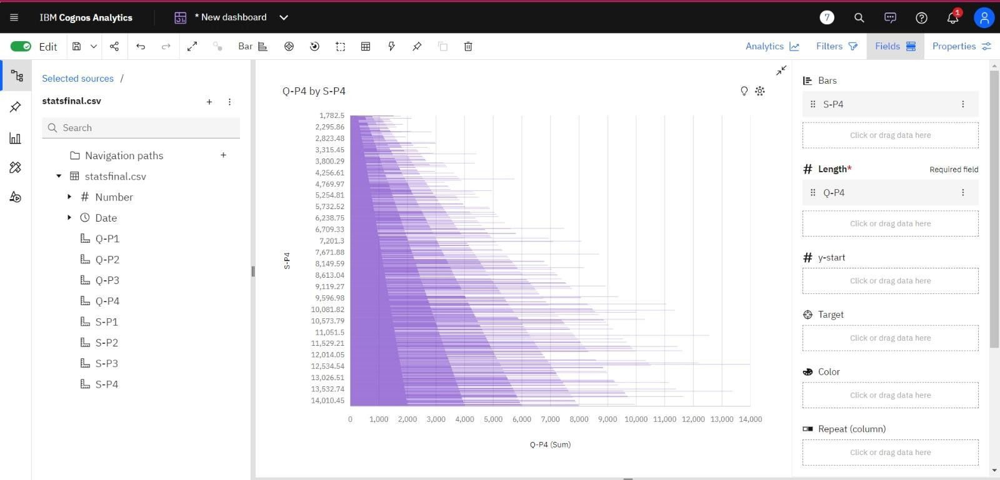 IBM Cognos Analytics
* New dashboard
7
1
Edit
Bar
Analytics
Filters
Fields
Properties
Selected sources /
statsfinal.csv
Search
Navigation paths
statsfinal.csv
Number
Date
Q-P1
Q-P2
Q-P3
Q-P4
S-P1
S-P2
S-P3
S-P4
Q-P4 by S-P4
S-P4
1,782.5
2,295.86
2,823.48
3,315.45
3,800.29
4,256.61
4,769.97
5,254.81
5,732.52
6,238.75
6,709.33
7,201.3
7,671.88
8,149.59
8,613.04
9,119.27
9,596.98
10,081.82
10,573.79
11,051.5
11,529.21
12,014.05
12,534.54
13,026.51
13,532.74
14,010.45
0 1,000 2,000 3,000 4,000 5,000 6,000 7,000 8,000 9,000 10,000 11,000 12,000 13,000 14,000
Q-P4 (Sum)
Bars
S-P4
Click or drag data here
Length* Required field
Q-P4
Click or drag data here
y-start
Click or drag data here
Target
Click or drag data here
Color
Click or drag data here
Repeat (column)
Click or drag data here